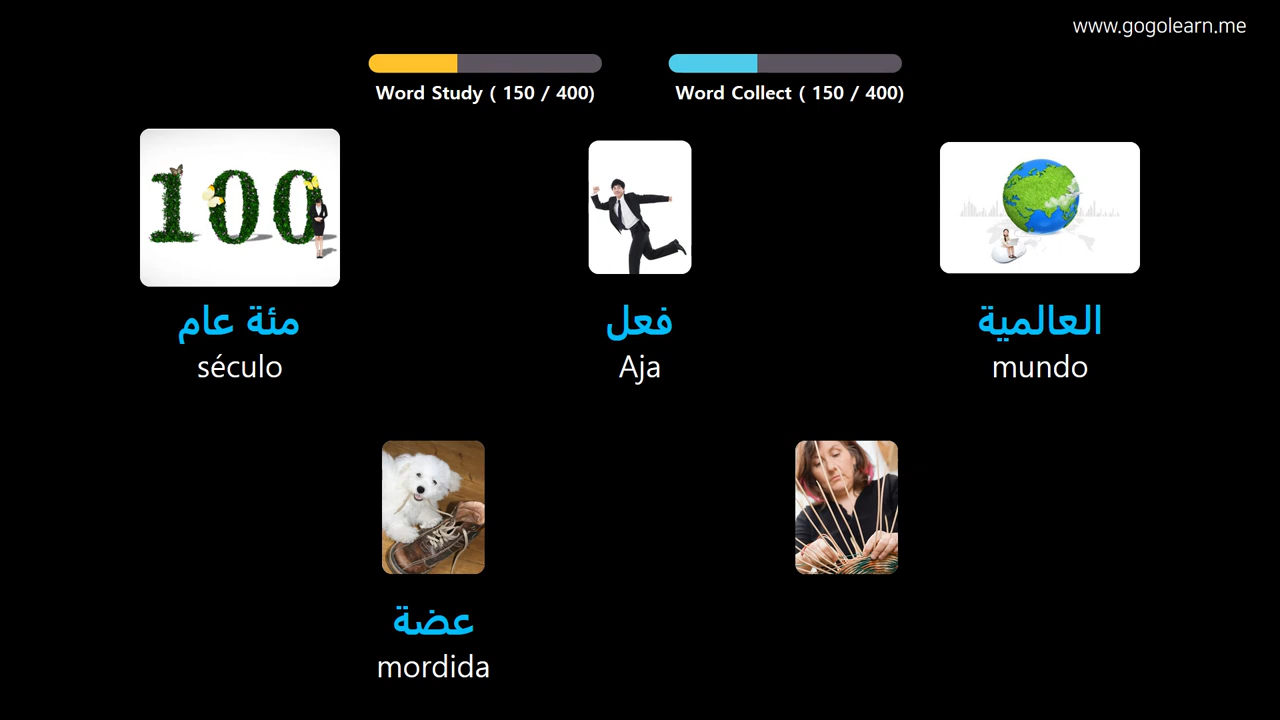 www.gogolearn.me
Word Study ( 150 / 400)
Word Collect ( 150 / 400)
100
مئة عام
século
فعل
Aja
العالمية
mundo
عضة
mordida